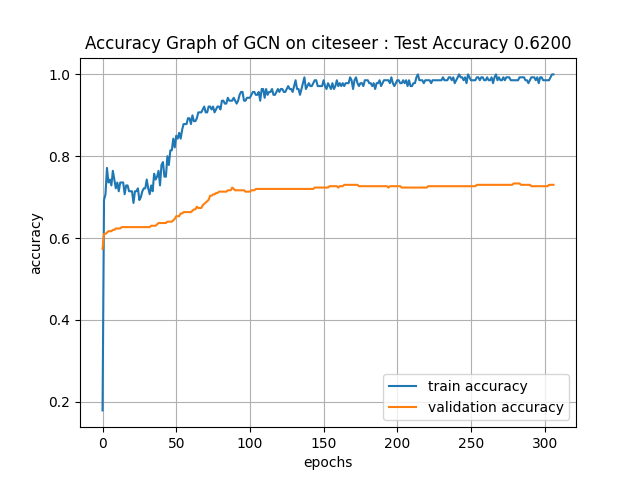 Accuracy Graph of GCN on citeseer : Test Accuracy 0.6200
1.0
0.8
0.6
0.4
0.2
accuracy
0 50 100 150 200 250 300
epochs
train accuracy
validation accuracy